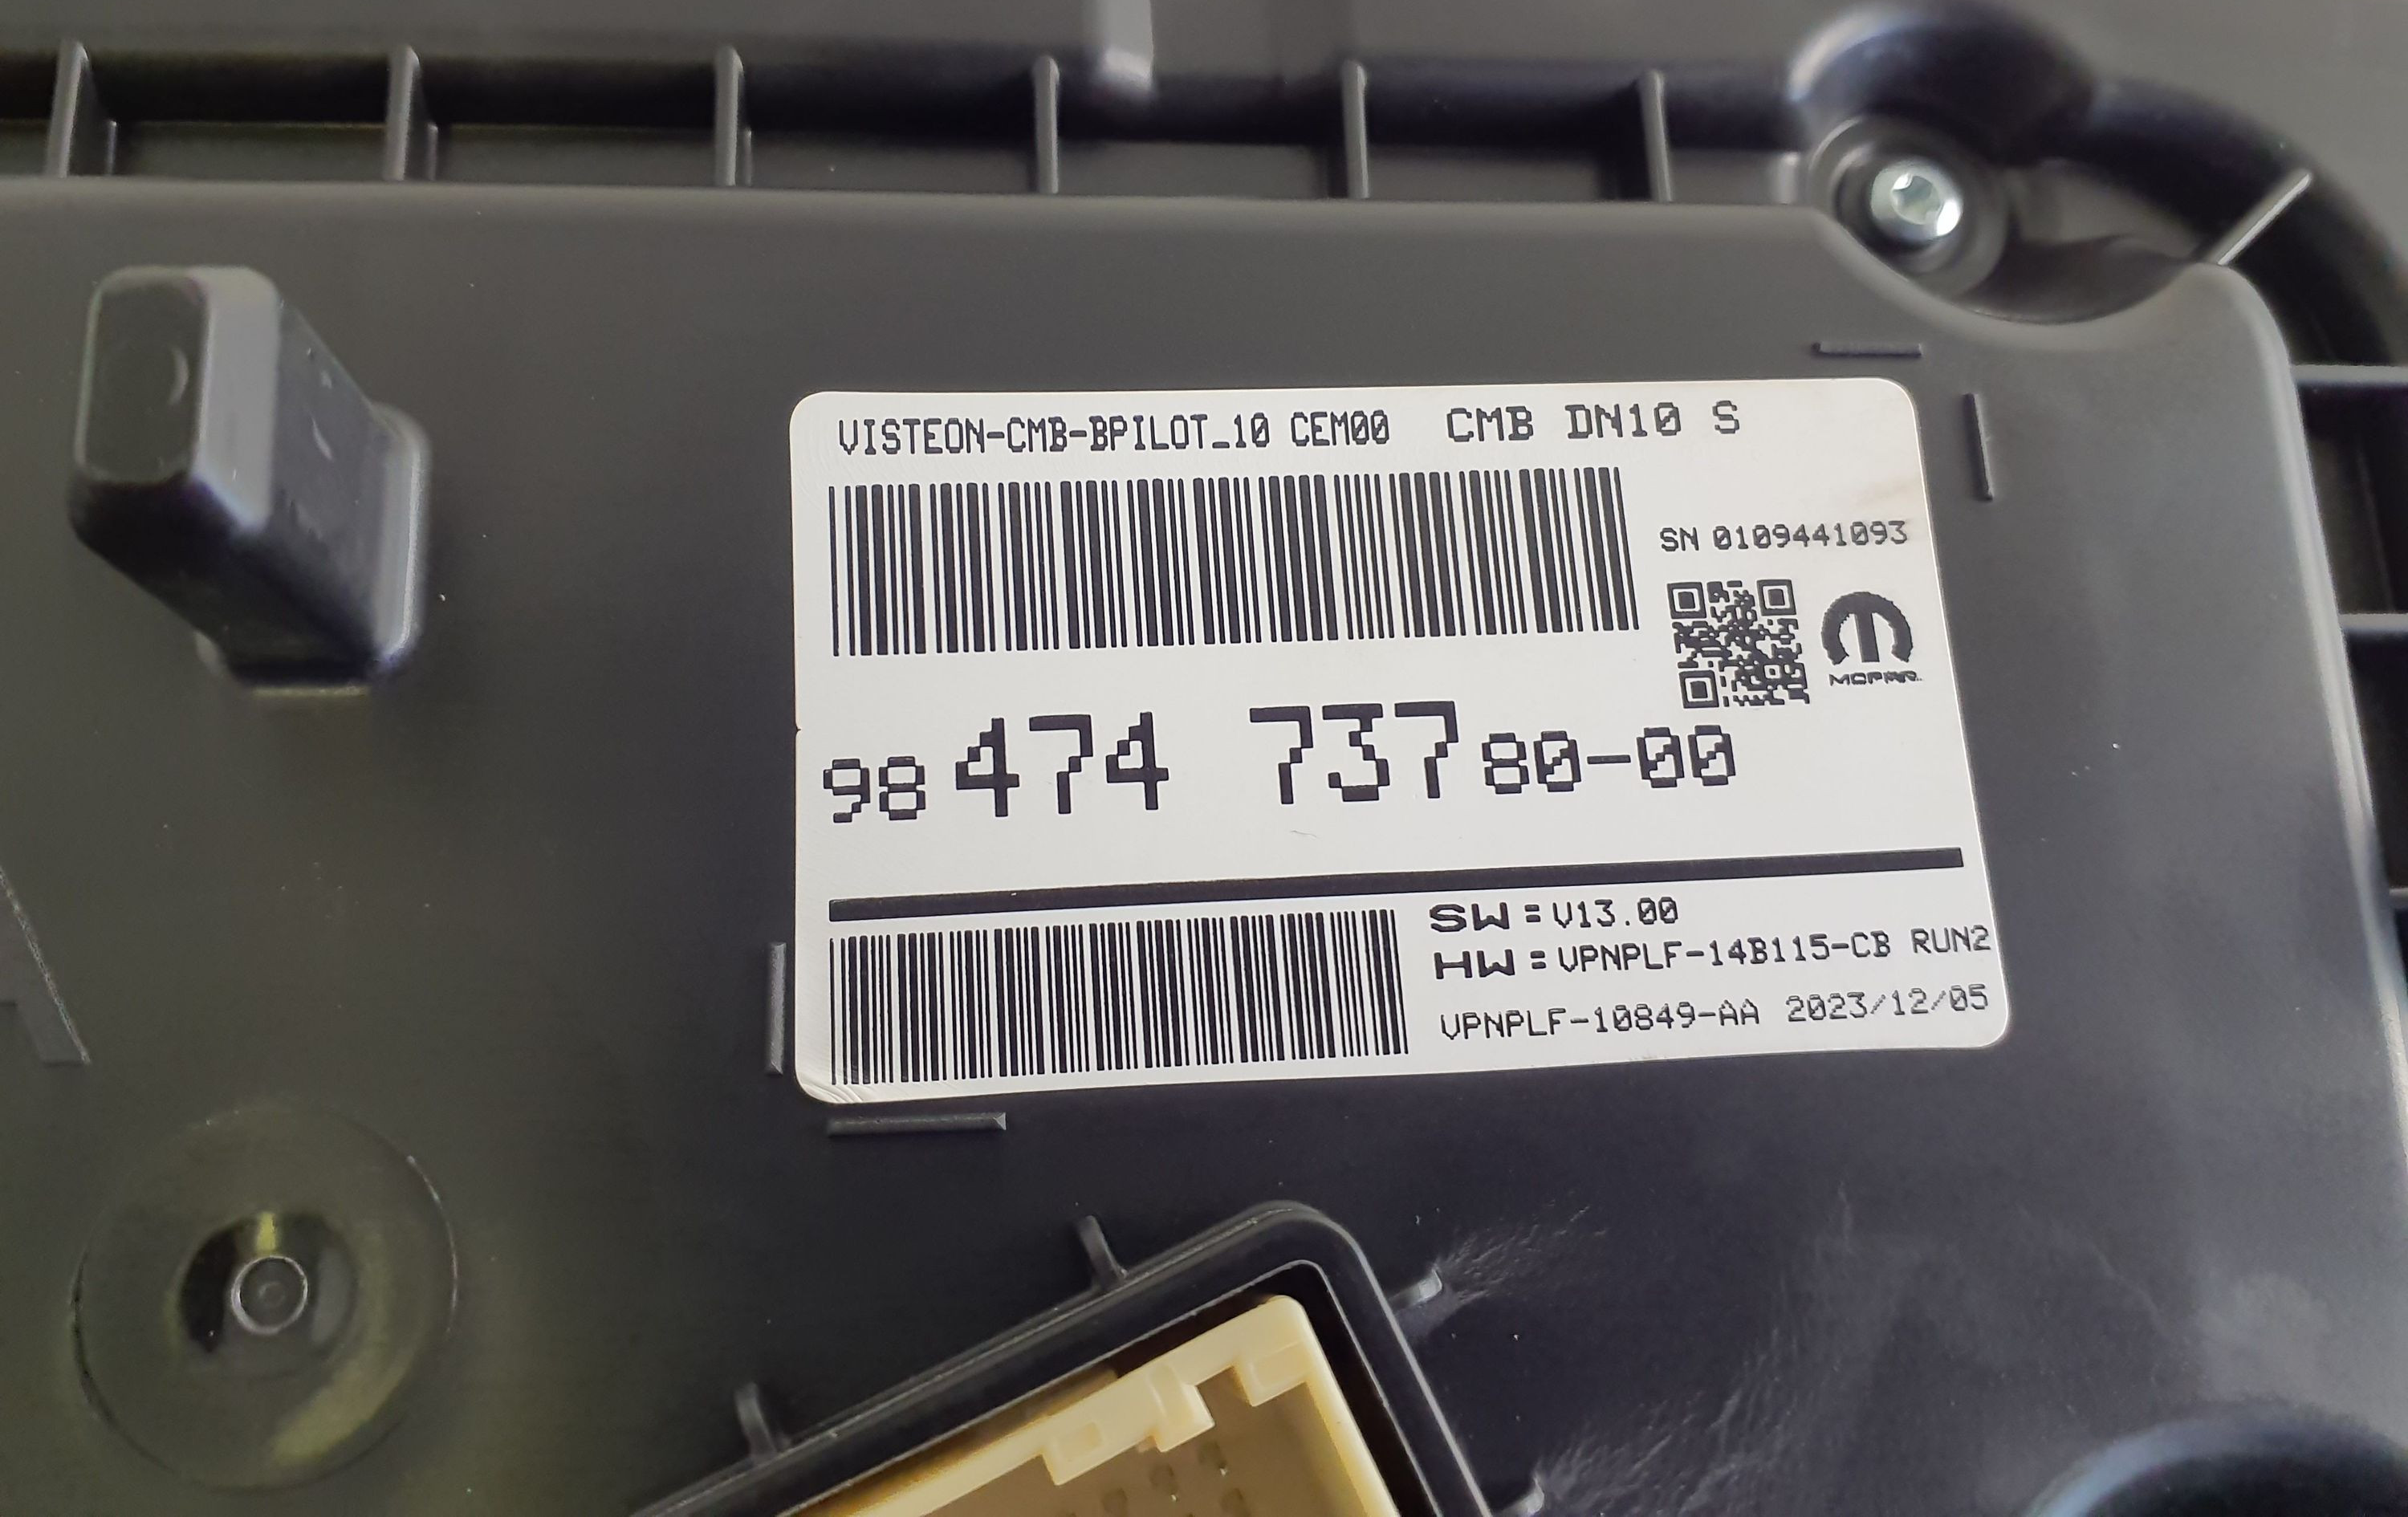 VISTEON-CMB-BPILOT_10 CEM00 CMB DN10 S
SN 0109441093
MOPAR
98 474 737 80-00
SW = V13.00
HW = VPNPLF-14B115-CB RUN2
VPNPLF-10849-AA 2023/12/05